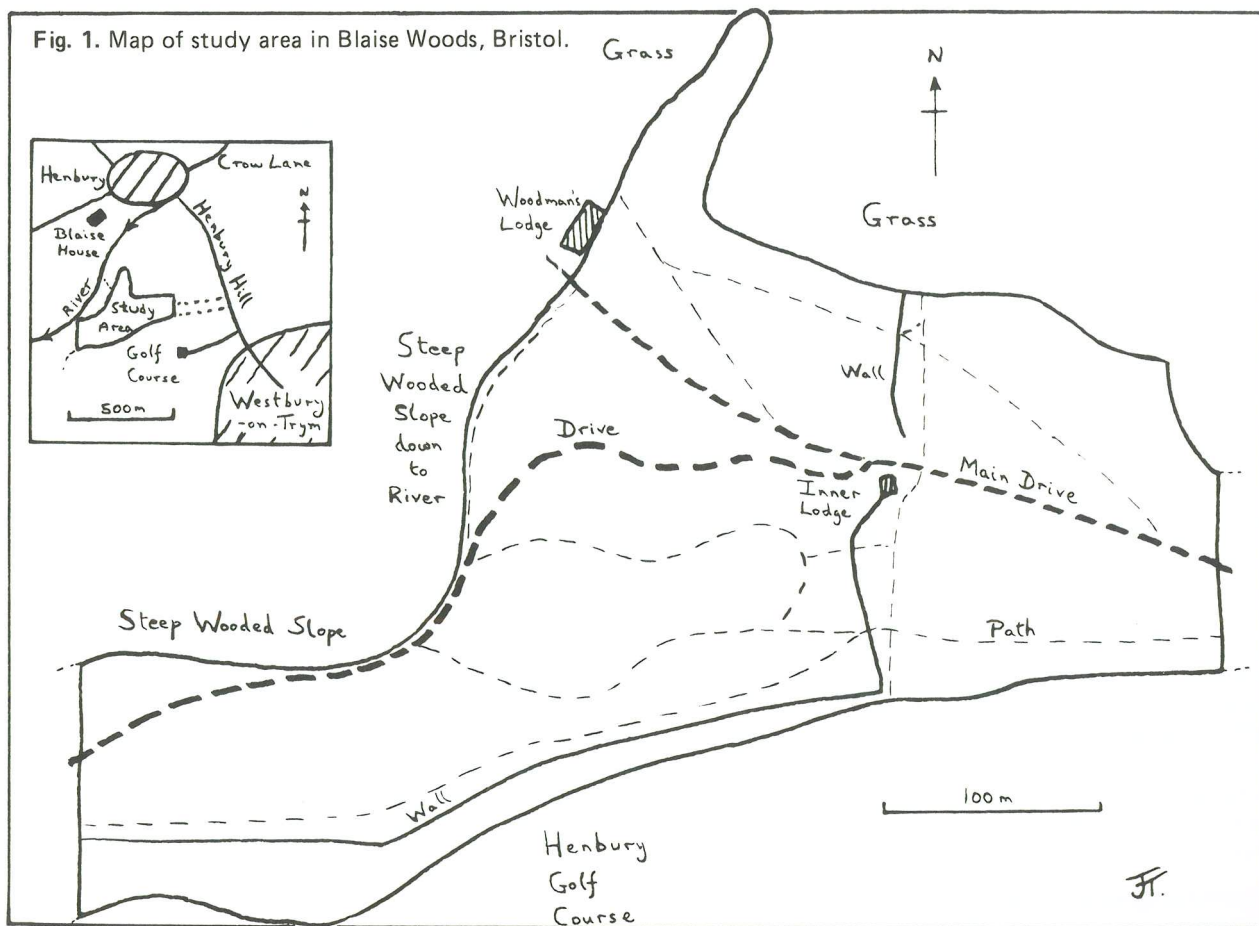 Fig. 1. Map of study area in Blaise Woods, Bristol.
Grass
N
Henbury
Crow Lane
N
Blaise
House
Henbury Hill
River
Study
Area
Golf
Course
500m
Westbury
-on-Trym
Woodman's
Lodge
Grass
Steep
Wooded
Slope
down
to
River
Wall
Drive
Inner
Lodge
Main Drive
Steep Wooded Slope
Path
Wall
100m
Henbury
Golf
Course
JT.